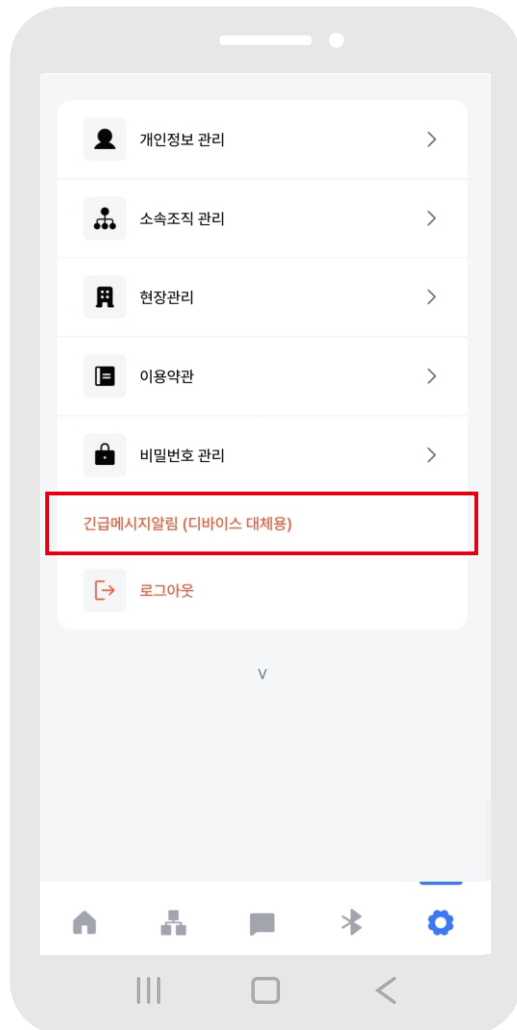 개인정보 관리
소속조직 관리
현장관리
이용약관
비밀번호 관리
긴급메시지알림 (디바이스 대체용)
로그아웃
v